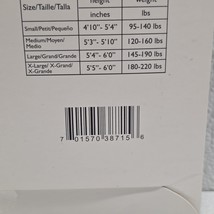 height weight
Size/Taille/Talla inches lbs
Small/Petit/Pequeño 4'10"- 5'4" 95-140 lbs
Medium/Moyen/ 5'3"- 5'10" 120-160 lbs
Medio
Large/Grand/Grande 5'4" - 6'0" 145-190 lbs
X-Large/ X-Grand/ 5'5"- 6'0" 180-220 lbs
X-Grande
7 01570 38715 6